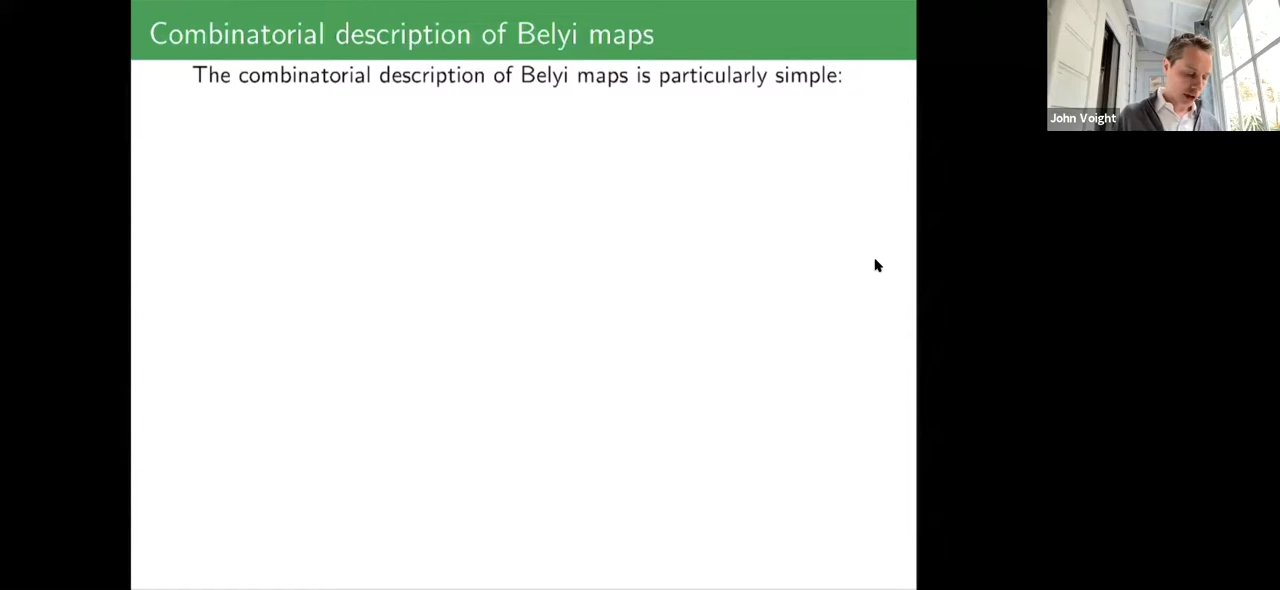 Combinatorial description of Belyi maps
The combinatorial description of Belyi maps is particularly simple:
John Voight